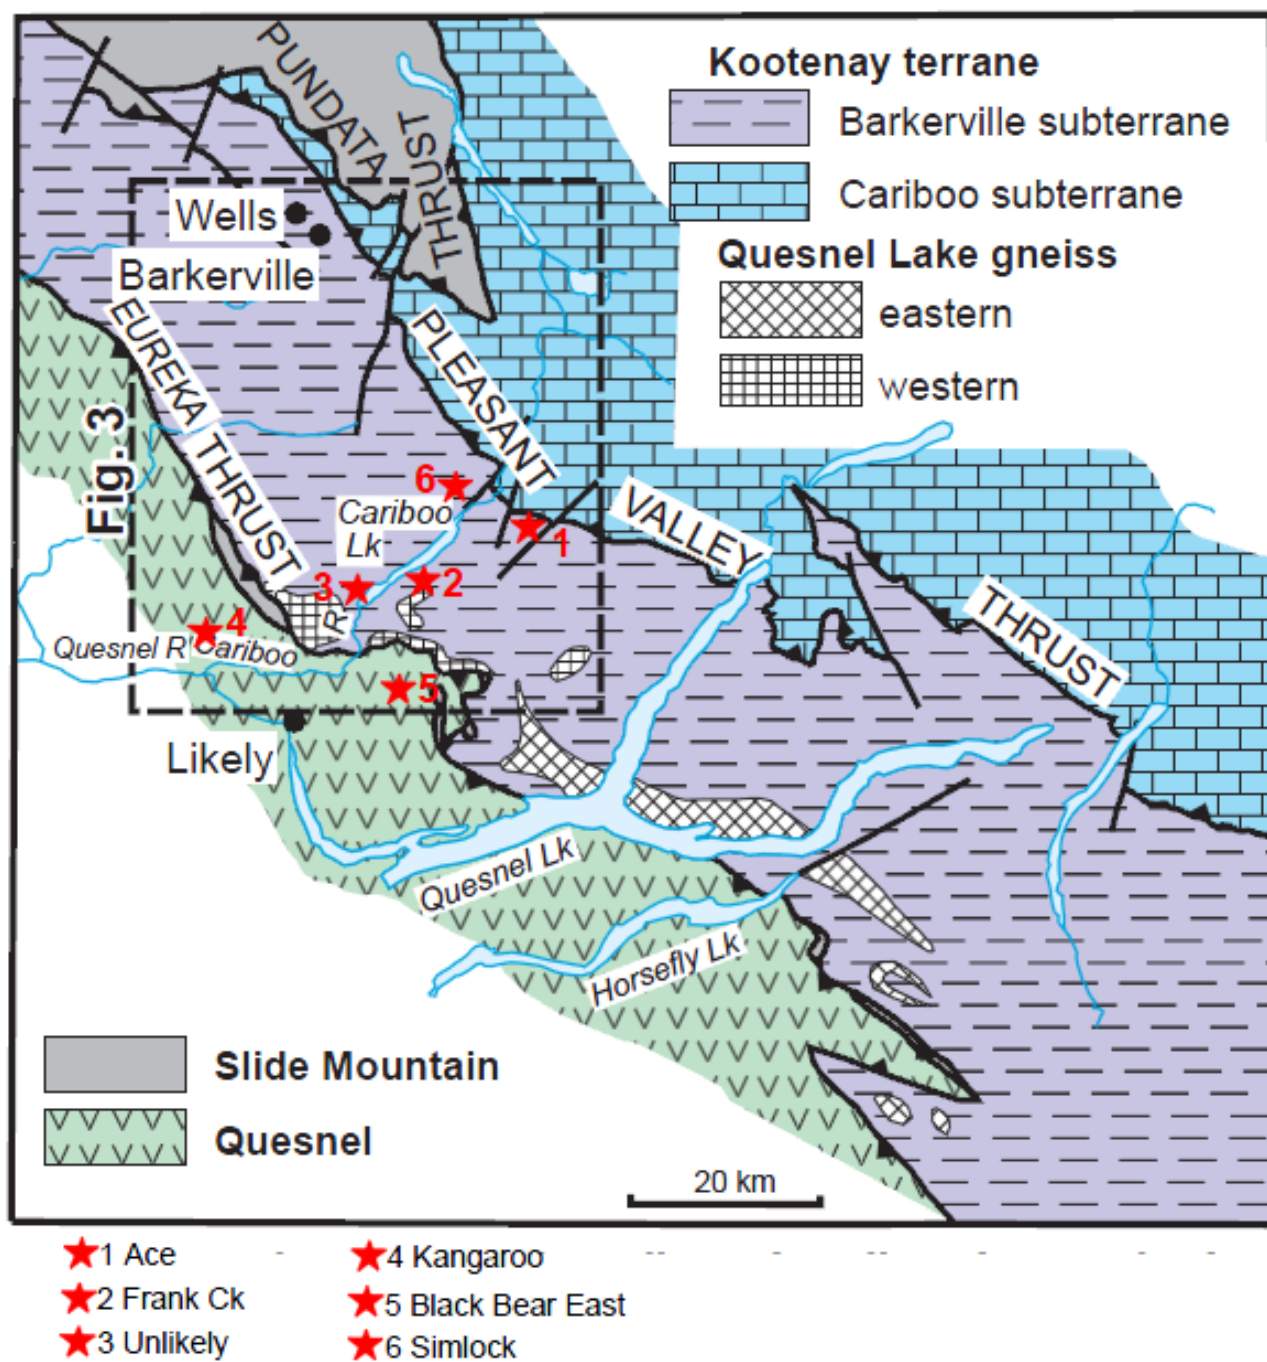 Kootenay terrane
Barkerville subterrane
Cariboo subterrane
Quesnel Lake gneiss
eastern
western
PUNDATA
THRUST
Wells
Barkerville
EUREKA THRUST
PLEASANT
VALLEY
THRUST
Fig. 3
6
Cariboo
Lk
1
3
2
R
4
Quesnel R Cariboo
5
Likely
Quesnel Lk
Horsefly Lk
Slide Mountain
Quesnel
20 km
1 Ace
2 Frank Ck
3 Unlikely
4 Kangaroo
5 Black Bear East
6 Simlock